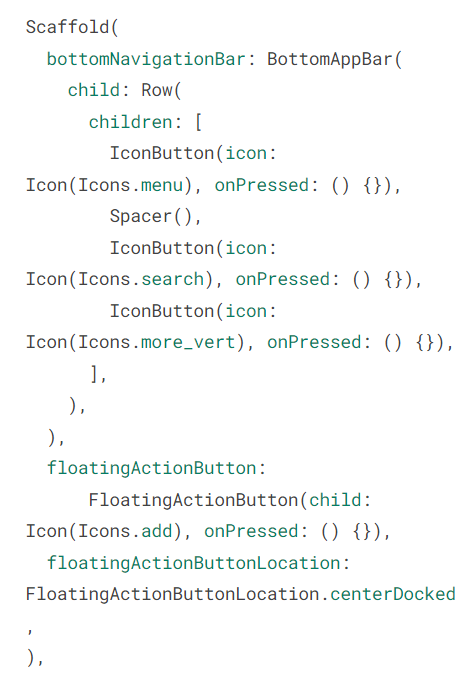 Scaffold(
  bottomNavigationBar: BottomAppBar(
    child: Row(
      children: [
        IconButton(icon:
Icon(Icons.menu), onPressed: () {}),
        Spacer(),
        IconButton(icon:
Icon(Icons.search), onPressed: () {}),
        IconButton(icon:
Icon(Icons.more_vert), onPressed: () {}),
      ],
    ),
  ),
  floatingActionButton:
      FloatingActionButton(child:
Icon(Icons.add), onPressed: () {}),
  floatingActionButtonLocation:
FloatingActionButtonLocation.centerDocked
,
),